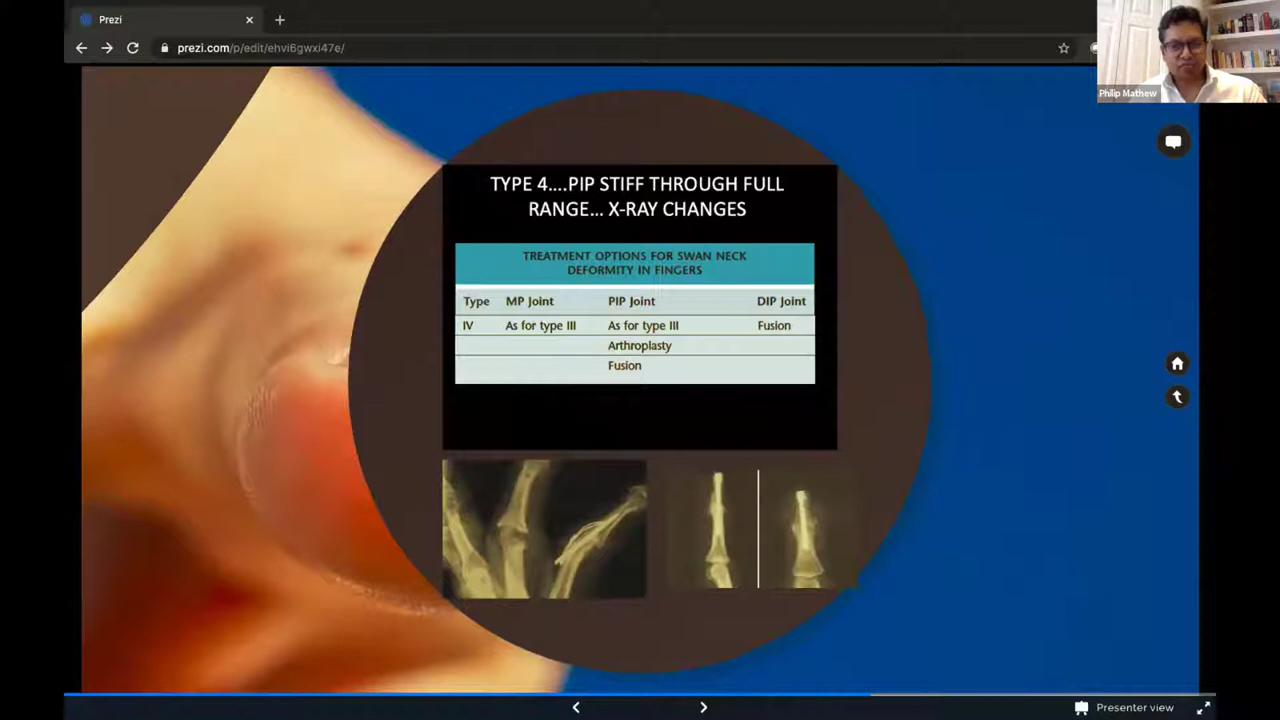 Prezi
prezi.com/p/edit/ehvi6gwxi47e/
Philip Mathew
TYPE 4....PIP STIFF THROUGH FULL
RANGE... X-RAY CHANGES
TREATMENT OPTIONS FOR SWAN NECK
DEFORMITY IN FINGERS
Type MP Joint PIP Joint DIP Joint
IV As for type III As for type III Fusion
Arthroplasty
Fusion
Presenter view